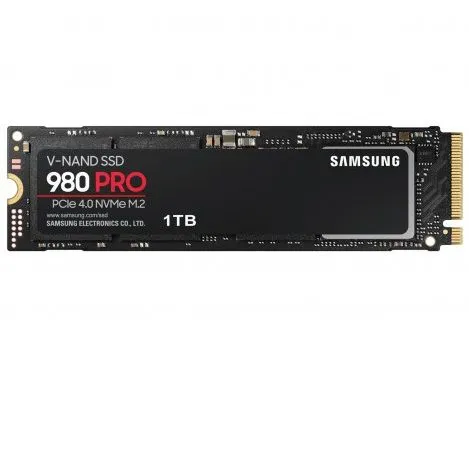 V-NAND SSD
980 PRO
PCIe 4.0 NVMe M.2
www.samsung.com/ssd
SAMSUNG ELECTRONICS CO., LTD.
1TB
SAMSUNG